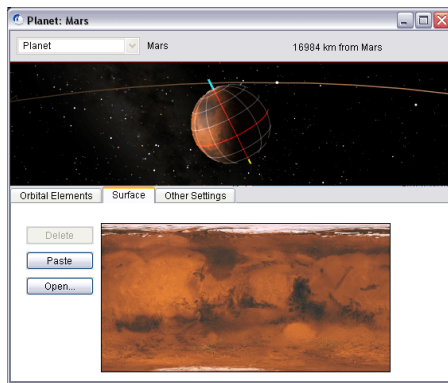 Planet: Mars
Planet Mars 16984 km from Mars
Orbital Elements Surface Other Settings
Delete
Paste
Open...